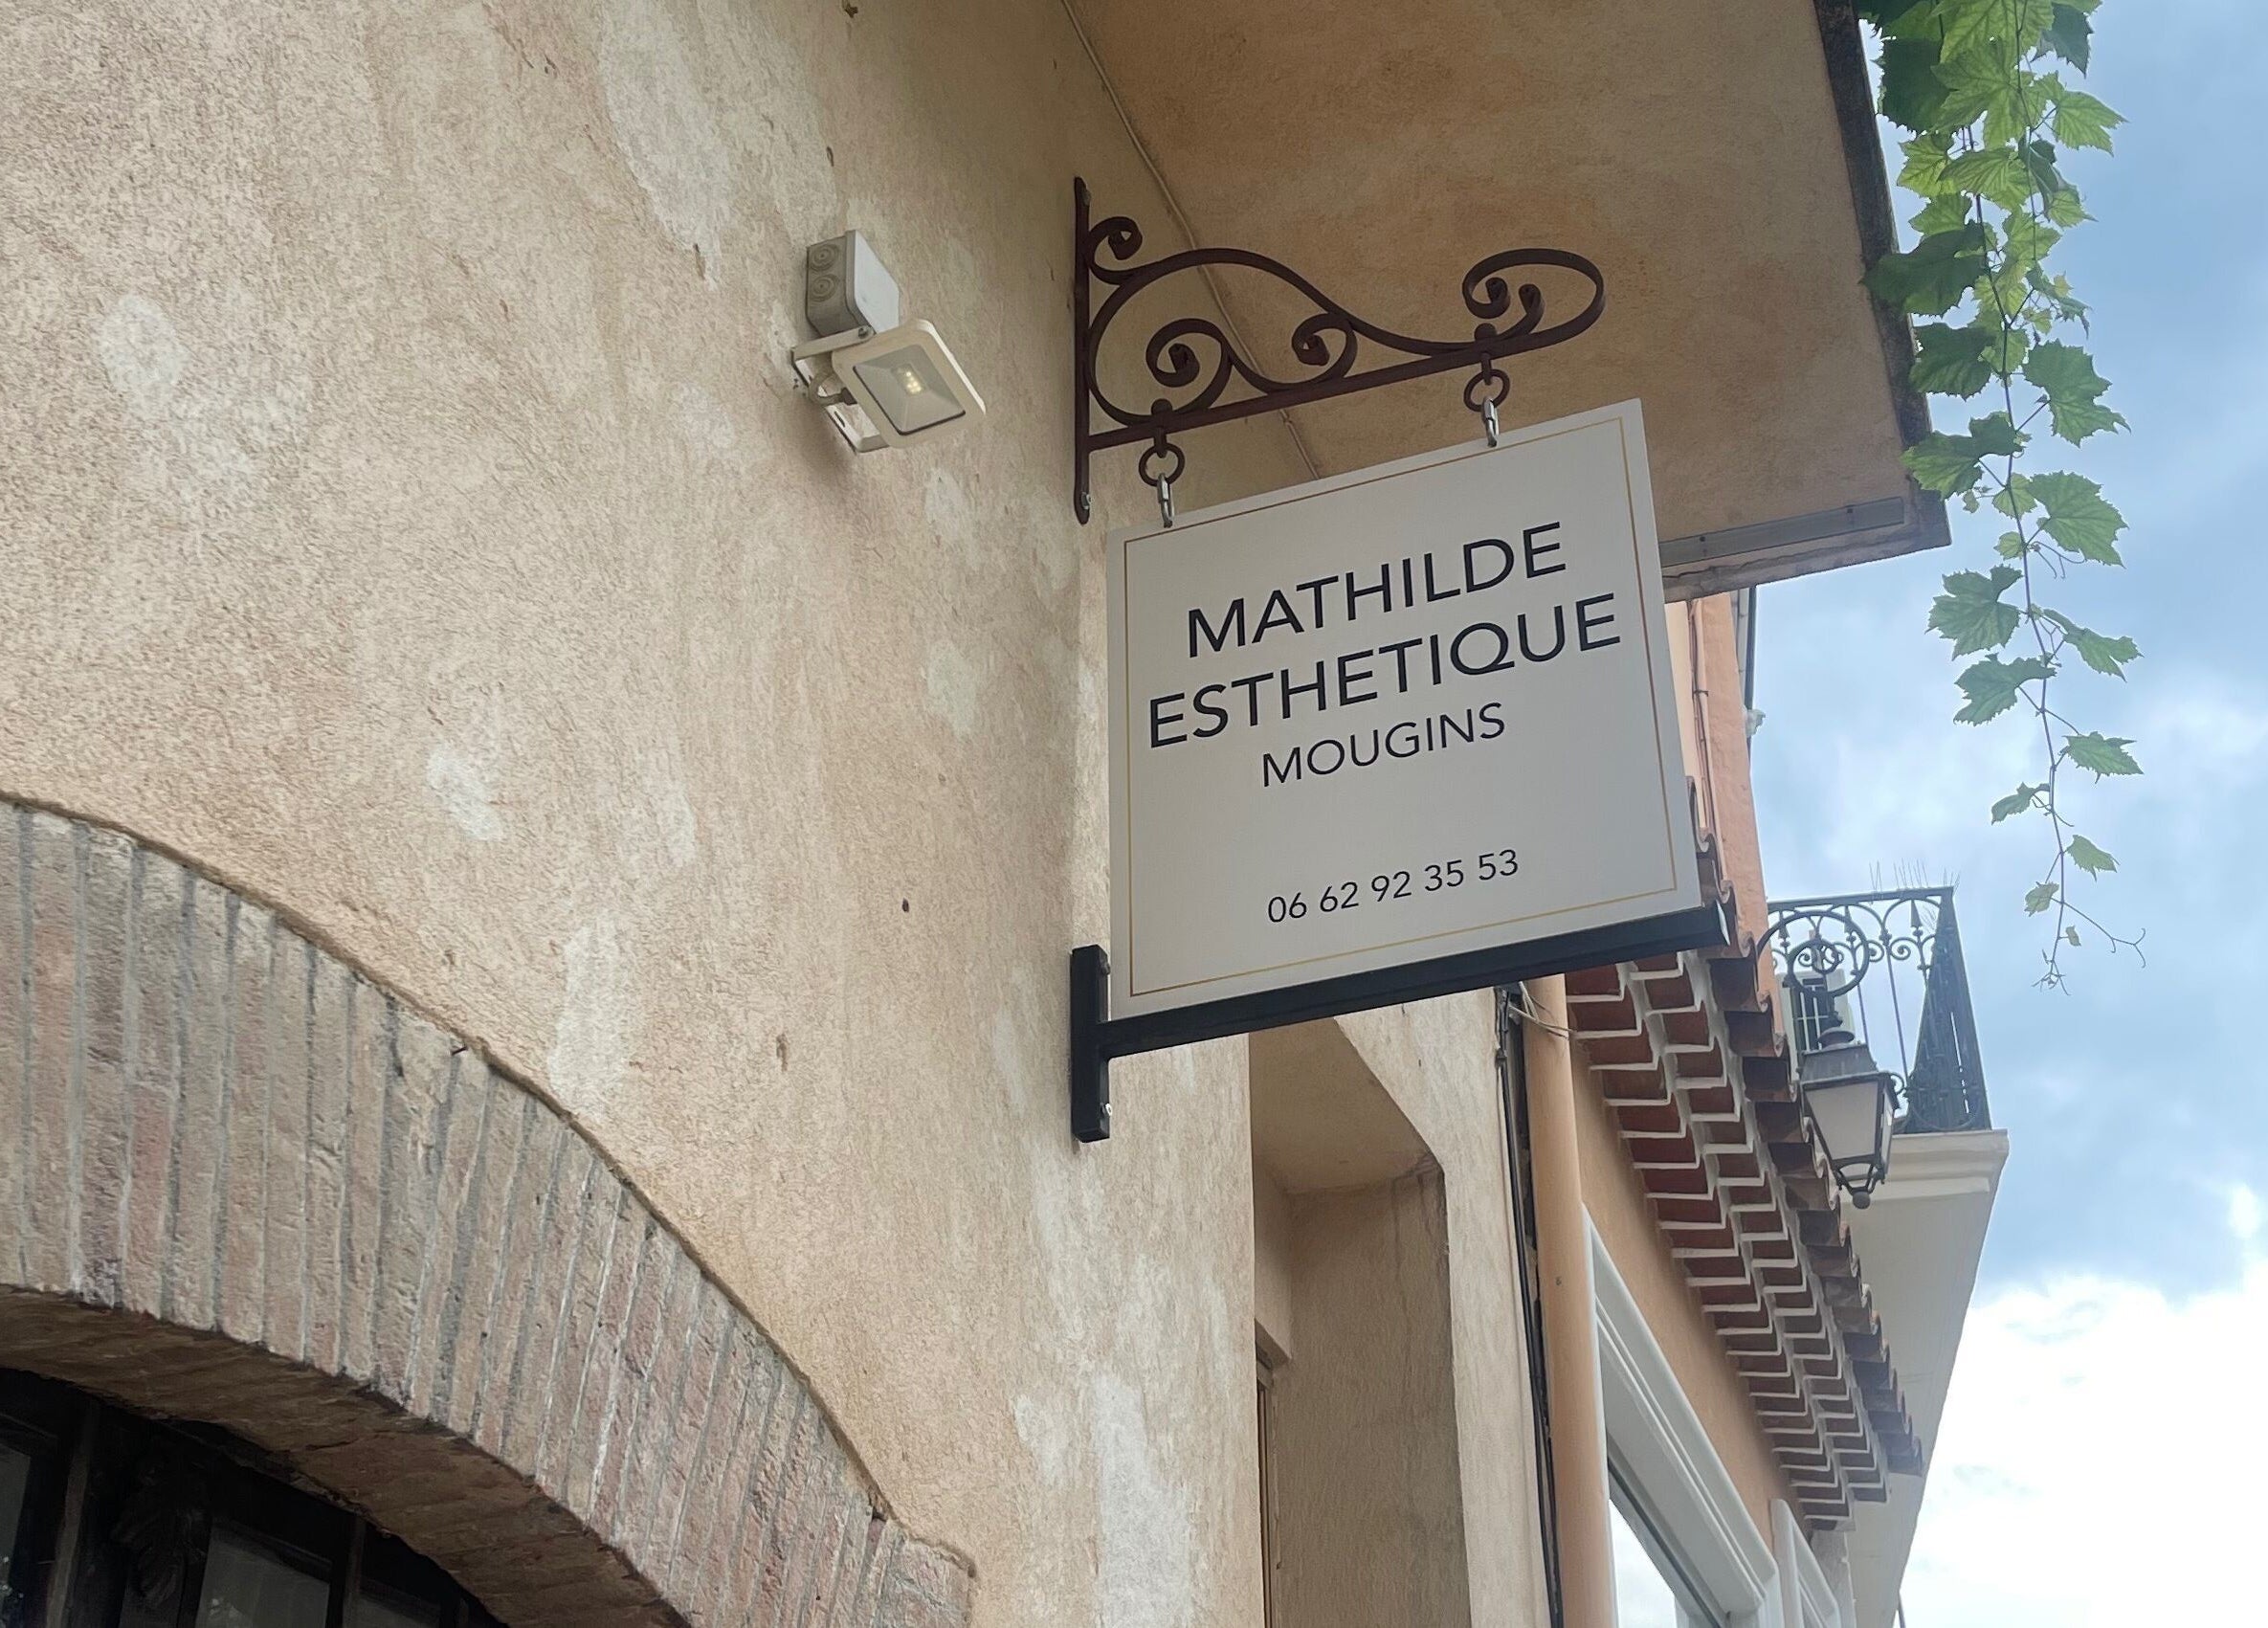 MATHILDE
ESTHETIQUE
MOUGINS
06 62 92 35 53